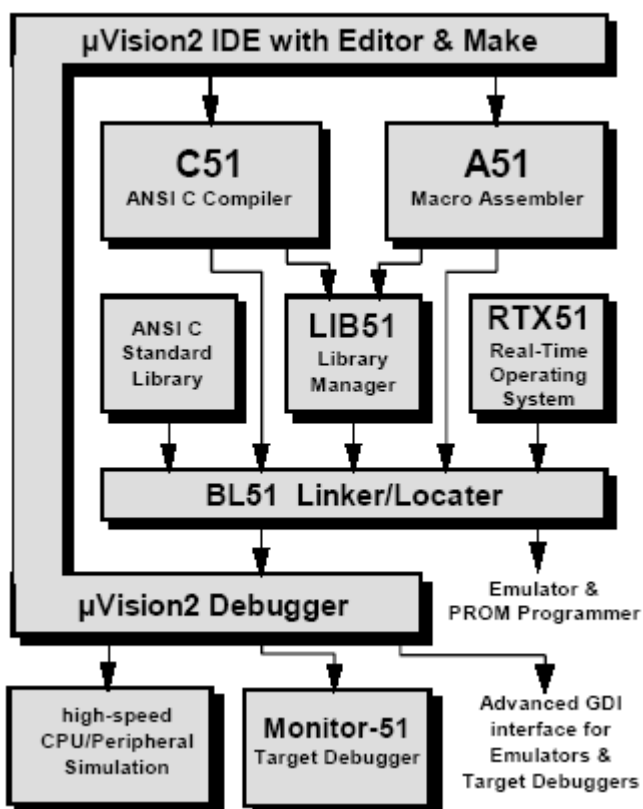 µVision2 IDE with Editor & Make
C51
ANSI C Compiler
A51
Macro Assembler
ANSI C
Standard
Library
LIB51
Library
Manager
RTX51
Real-Time
Operating
System
BL51 Linker/Locater
µVision2 Debugger
Emulator &
PROM Programmer
high-speed
CPU/Peripheral
Simulation
Monitor-51
Target Debugger
Advanced GDI
interface for
Emulators &
Target Debuggers